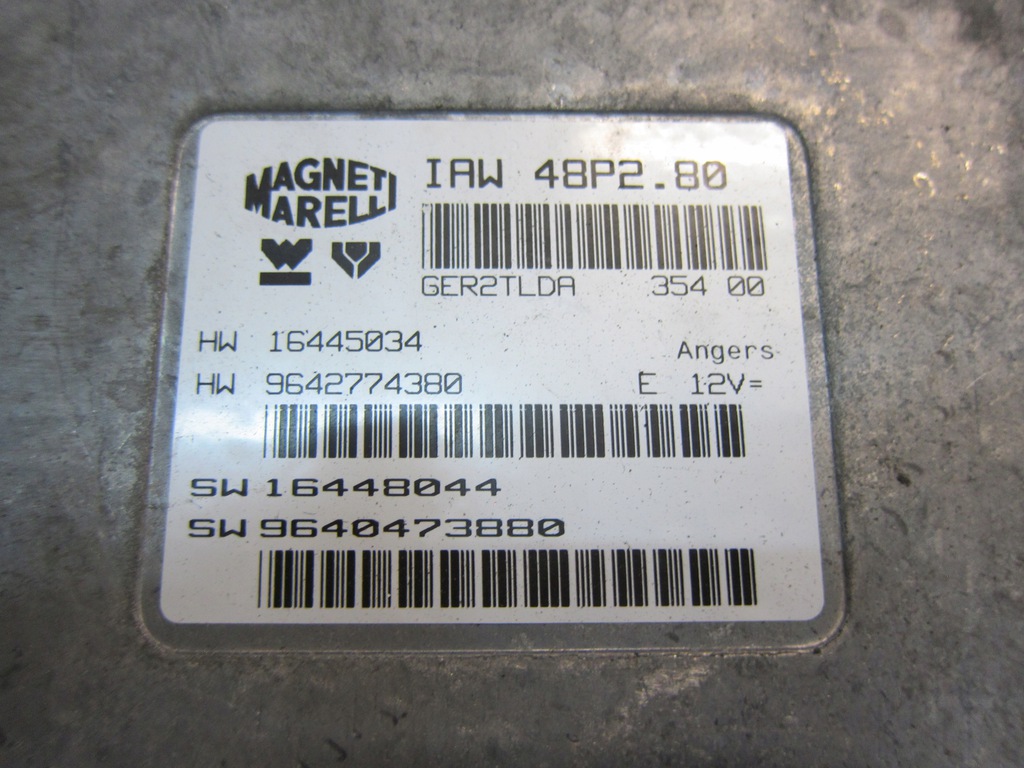 MAGNETI
MARELLI
IAW 48P2.80
GER2TLDA 354 00
HW 16445034
Angers
HW 9642774380 E 12V=
SW 16448044
SW 9640473880